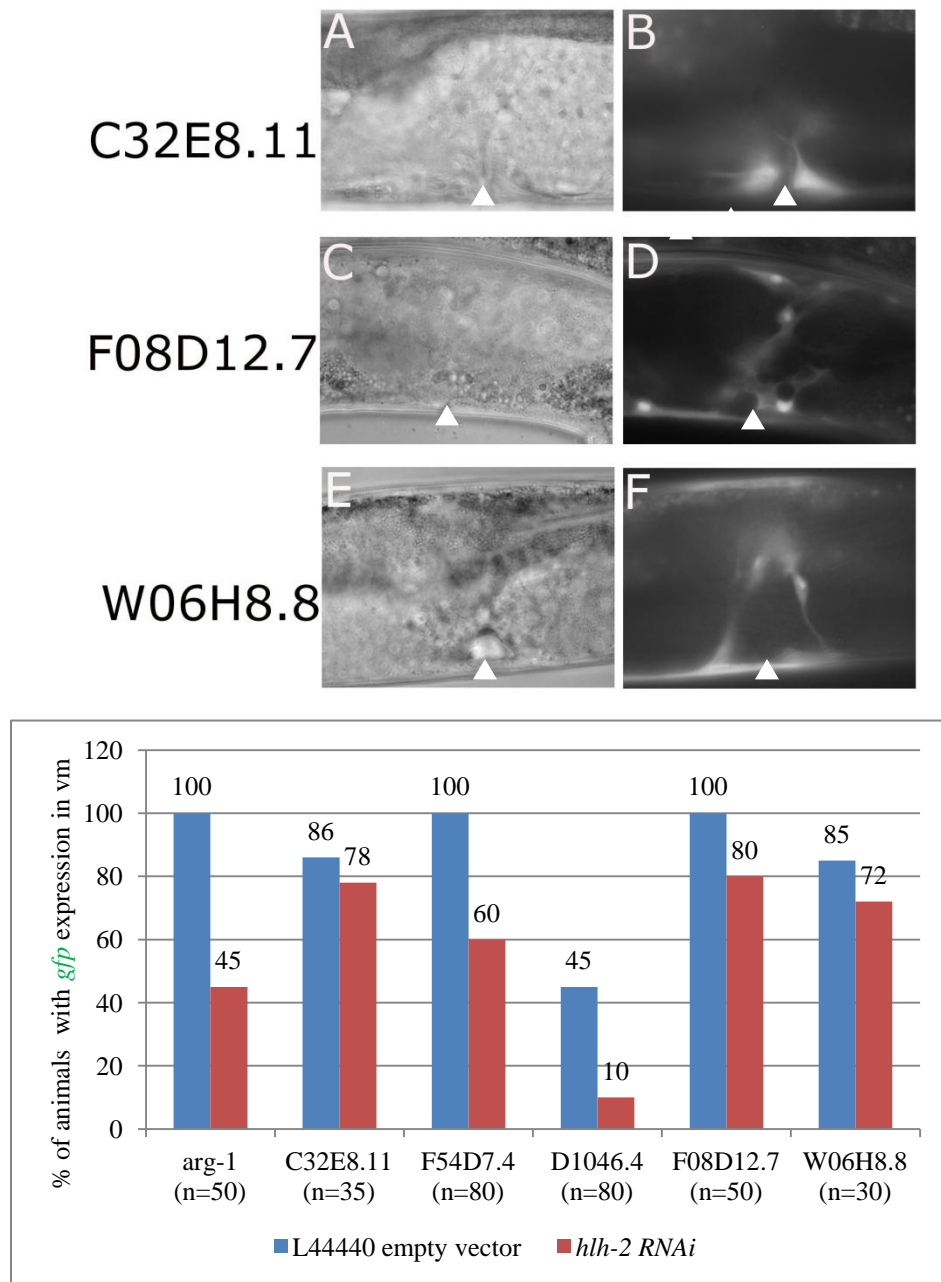 A
B
C32E8.11
C
D
F08D12.7
E
F
W06H8.8
% of animals with gfp expression in vm
120
100
80
60
40
20
0
100
45
86
78
100
60
45
10
100
80
85
72
arg-1
(n=50)
C32E8.11
(n=35)
F54D7.4
(n=80)
D1046.4
(n=80)
F08D12.7
(n=50)
W06H8.8
(n=30)
L44440 empty vector
hlh-2 RNAi